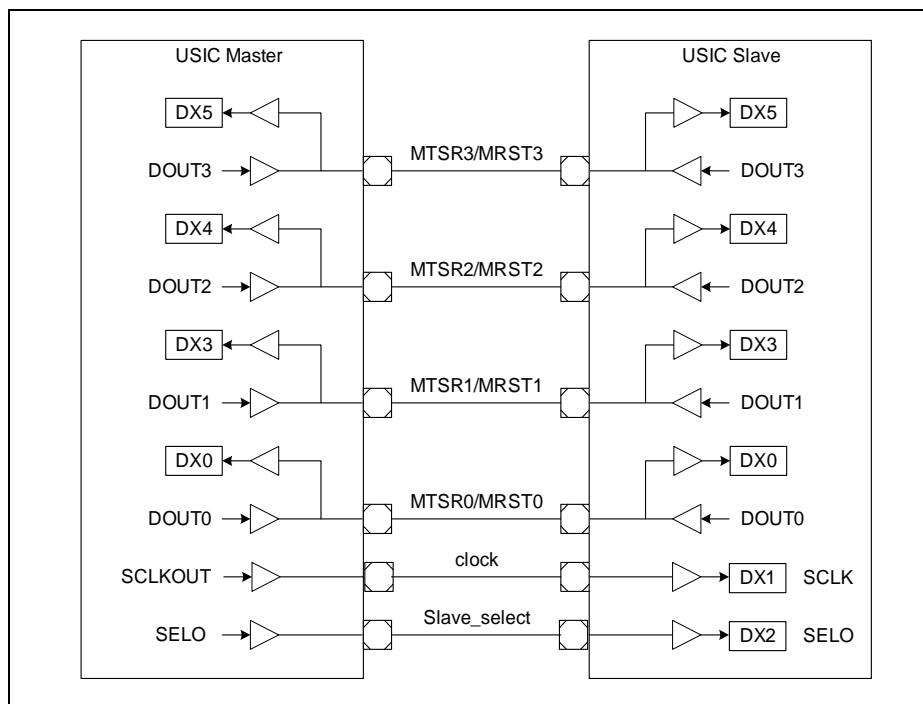 USIC Master
USIC Slave
DX5
DX5
MTSR3/MRST3
DOUT3
DOUT3
DX4
DX4
MTSR2/MRST2
DOUT2
DOUT2
DX3
DX3
MTSR1/MRST1
DOUT1
DOUT1
DX0
DX0
MTSR0/MRST0
DOUT0
DOUT0
clock
SCLKOUT
DX1 SCLK
Slave_select
SELO
DX2 SELO